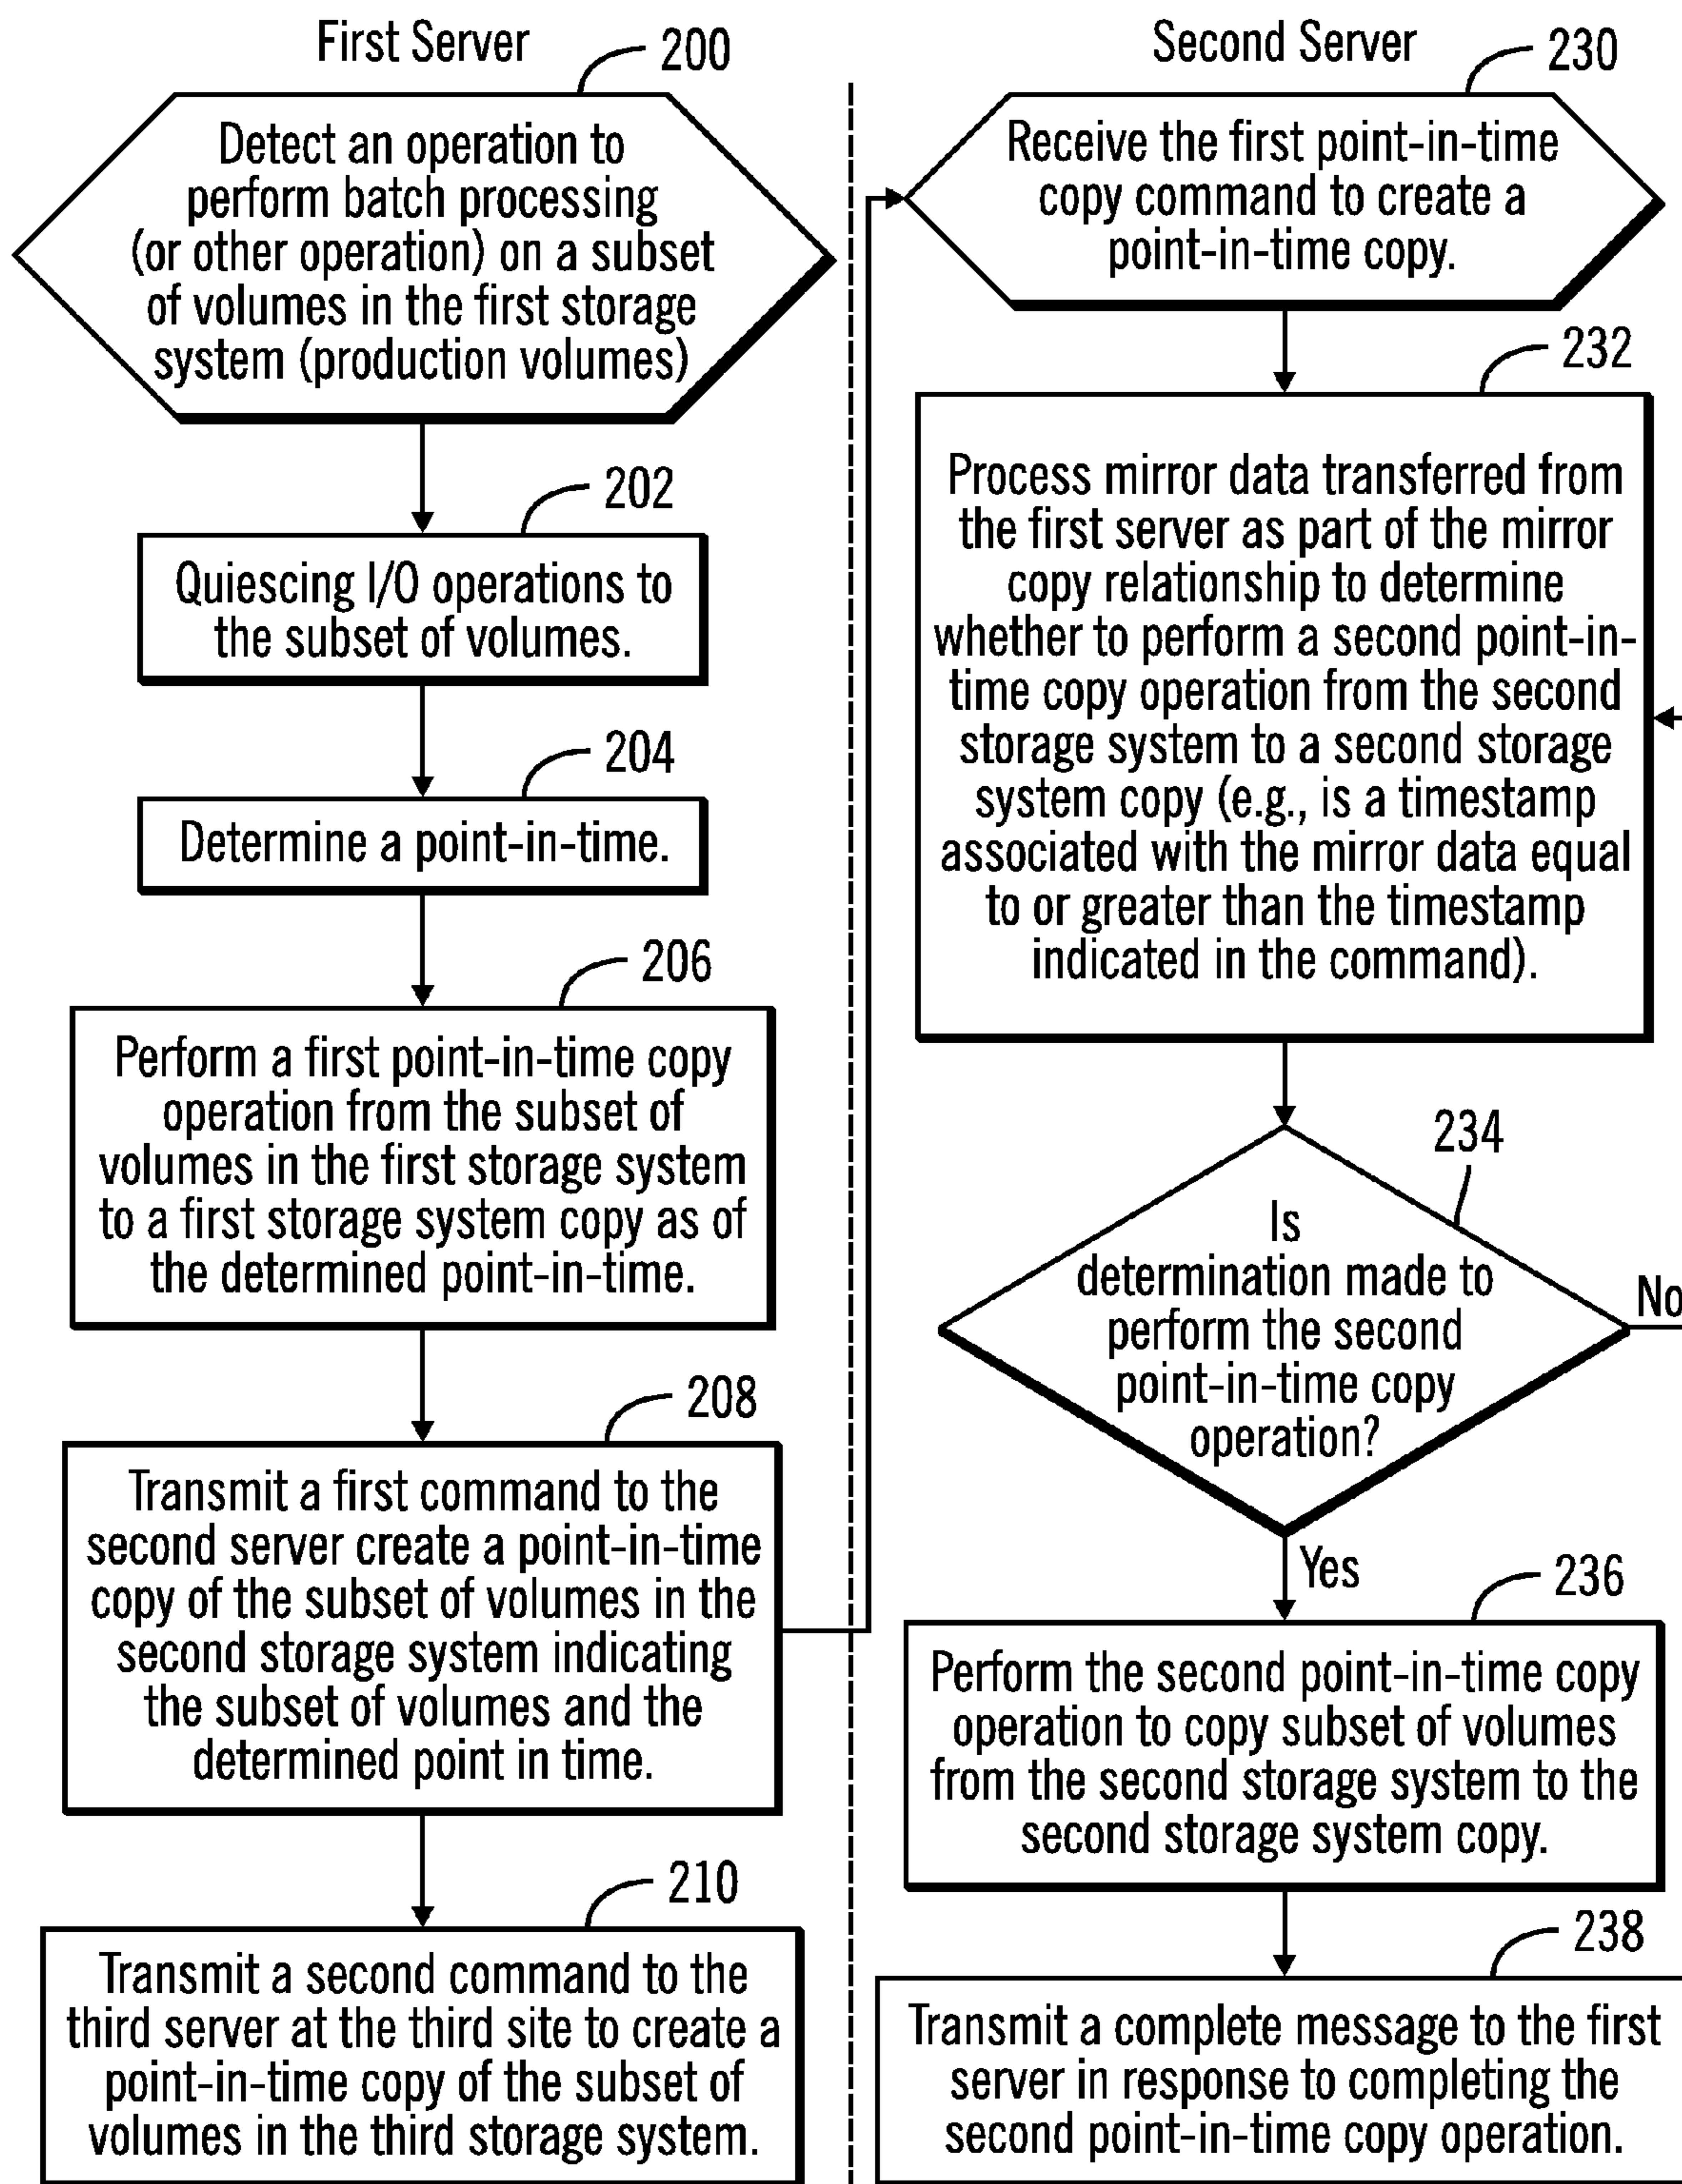 First Server
200
Detect an operation to
perform batch processing
(or other operation) on a subset
of volumes in the first storage
system (production volumes)
202
Quiescing I/O operations to
the subset of volumes.
204
Determine a point-in-time.
206
Perform a first point-in-time copy
operation from the subset of
volumes in the first storage system
to a first storage system copy as of
the determined point-in-time.
208
Transmit a first command to the
second server create a point-in-time
copy of the subset of volumes in the
second storage system indicating
the subset of volumes and the
determined point in time.
210
Transmit a second command to the
third server at the third site to create a
point-in-time copy of the subset of
volumes in the third storage system.
Second Server
230
Receive the first point-in-time
copy command to create a
point-in-time copy.
232
Process mirror data transferred from
the first server as part of the mirror
copy relationship to determine
whether to perform a second point-in-
time copy operation from the second
storage system to a second storage
system copy (e.g., is a timestamp
associated with the mirror data equal
to or greater than the timestamp
indicated in the command).
234
Is
determination made to
perform the second
point-in-time copy
operation?
No
Yes
236
Perform the second point-in-time copy
operation to copy subset of volumes
from the second storage system to the
second storage system copy.
238
Transmit a complete message to the first
server in response to completing the
second point-in-time copy operation.